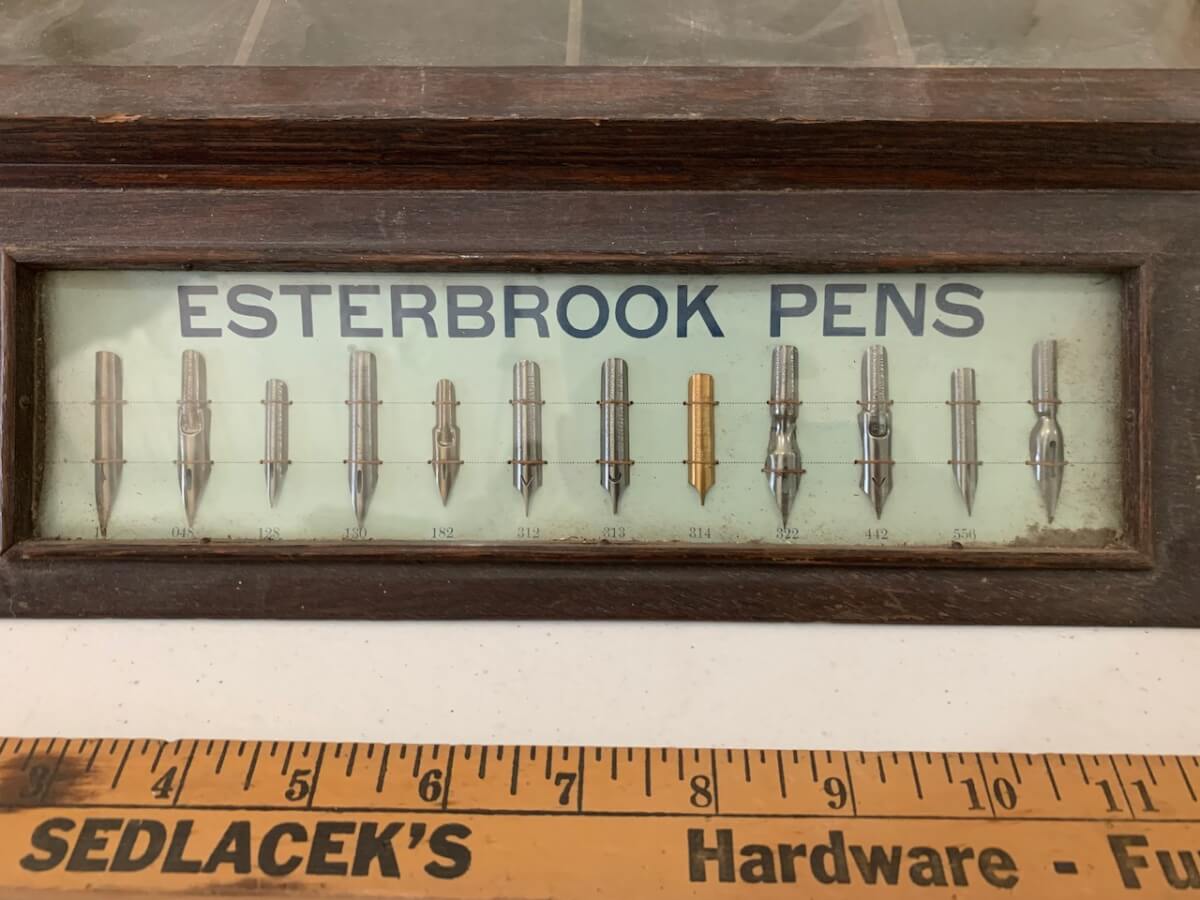 ESTERBROOK PENS
048 128 130 182 312 313 314 322 442 556
3 4 5 6 7 8 9 10 11
SEDLACEK'S Hardware - Fu